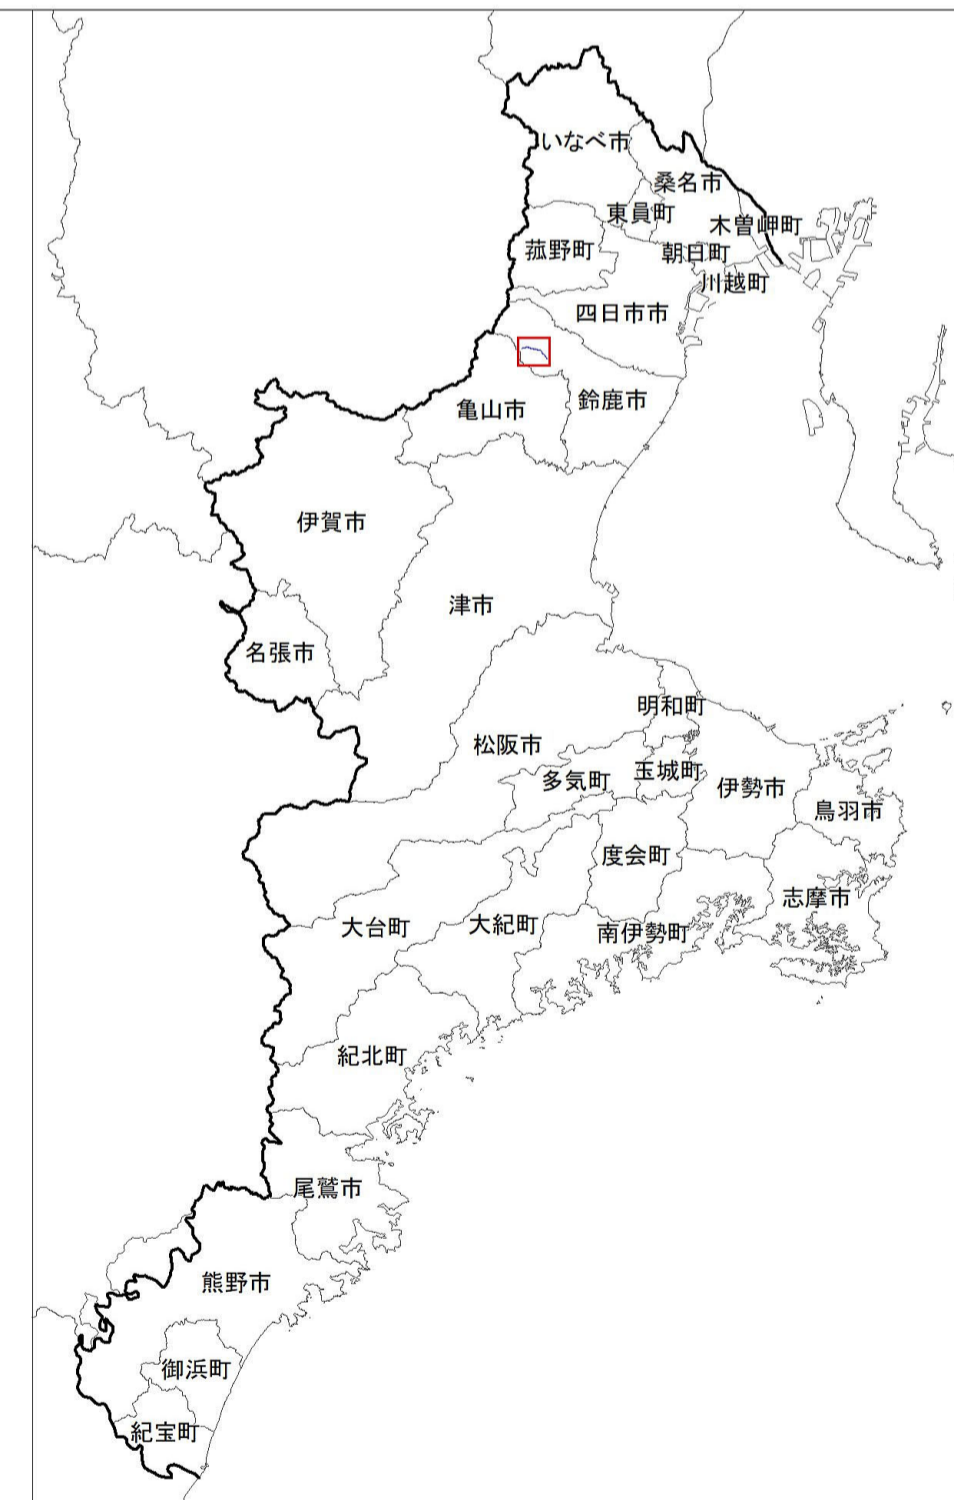 いなべ市
桑名市
東員町
木曽岬町
菰野町
朝日町
川越町
四日市市
亀山市
鈴鹿市
伊賀市
津市
名張市
明和町
松阪市
多気町
玉城町
伊勢市
鳥羽市
度会町
志摩市
大台町
大紀町
南伊勢町
紀北町
尾鷲市
熊野市
御浜町
紀宝町